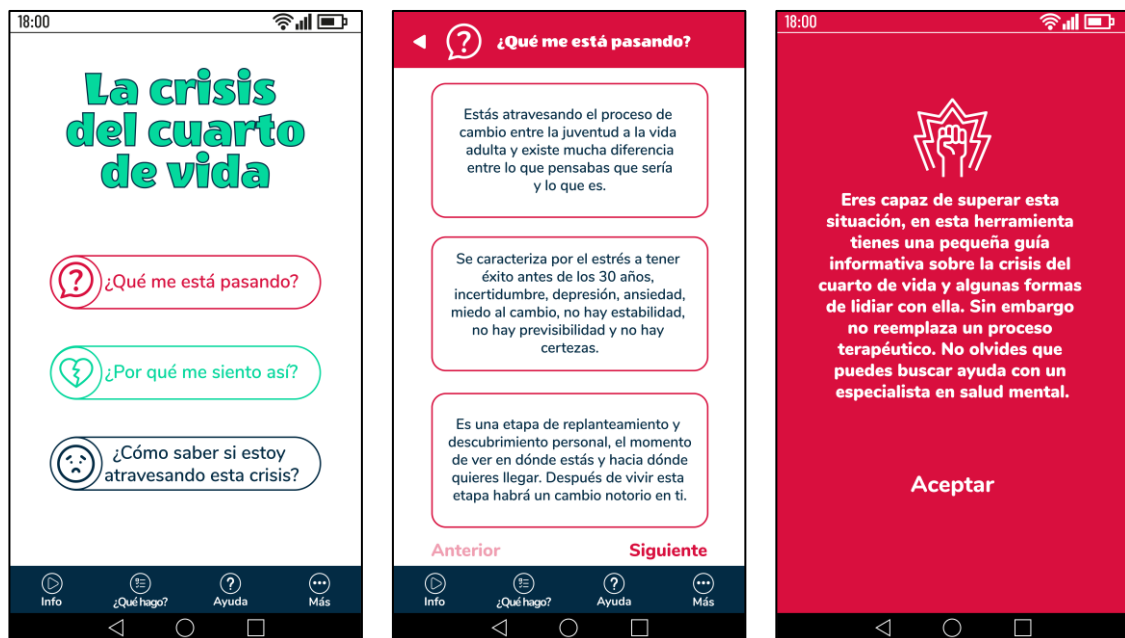 18:00
La crisis
del cuarto
de vida
¿Qué me está pasando?
¿Por qué me siento así?
¿Cómo saber si estoy
atravesando esta crisis?
Info
¿Qué hago?
Ayuda
Más
¿Qué me está pasando?
Estás atravesando el proceso de
cambio entre la juventud a la vida
adulta y existe mucha diferencia
entre lo que pensabas que sería
y lo que es.
Se caracteriza por el estrés a tener
éxito antes de los 30 años,
incertidumbre, depresión, ansiedad,
miedo al cambio, no hay estabilidad,
no hay previsibilidad y no hay
certezas.
Es una etapa de replanteamiento y
descubrimiento personal, el momento
de ver en dónde estás y hacia dónde
quieres llegar. Después de vivir esta
etapa habrá un cambio notorio en ti.
Anterior
Siguiente
Info
¿Qué hago?
Ayuda
Más
18:00
Eres capaz de superar esta
situación, en esta herramienta
tienes una pequeña guía
informativa sobre la crisis del
cuarto de vida y algunas formas
de lidiar con ella. Sin embargo
no reemplaza un proceso
terapéutico. No olvides que
puedes buscar ayuda con un
especialista en salud mental.
Aceptar